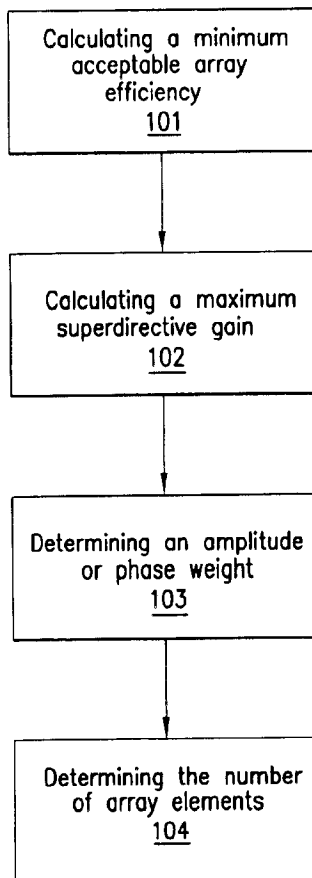 Calculating a minimum
acceptable array
efficiency
101
Calculating a maximum
superdirective gain
102
Determining an amplitude
or phase weight
103
Determining the number
of array elements
104